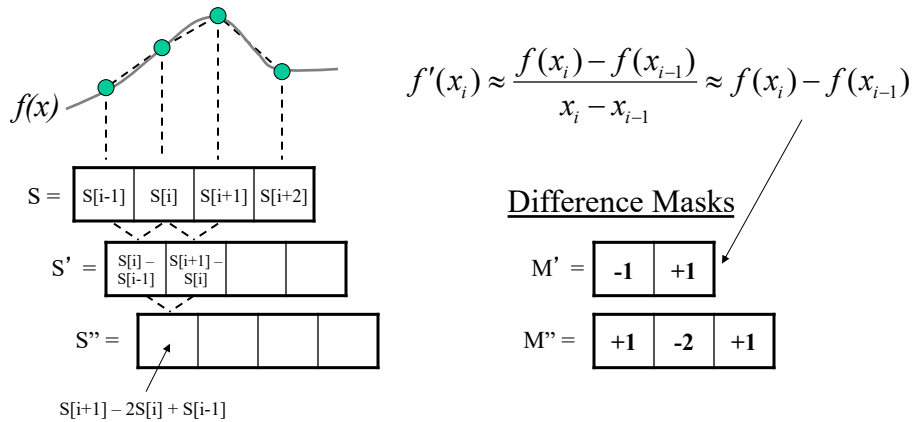 f(x)
f'(x_i) ≈ (f(x_i) − f(x_{i−1})) / (x_i − x_{i−1}) ≈ f(x_i) − f(x_{i−1})
S = S[i-1] S[i] S[i+1] S[i+2]
S’ = S[i] – S[i-1] S[i+1] – S[i]
S” =
S[i+1] – 2S[i] + S[i-1]
Difference Masks
M’ = -1 +1
M” = +1 -2 +1